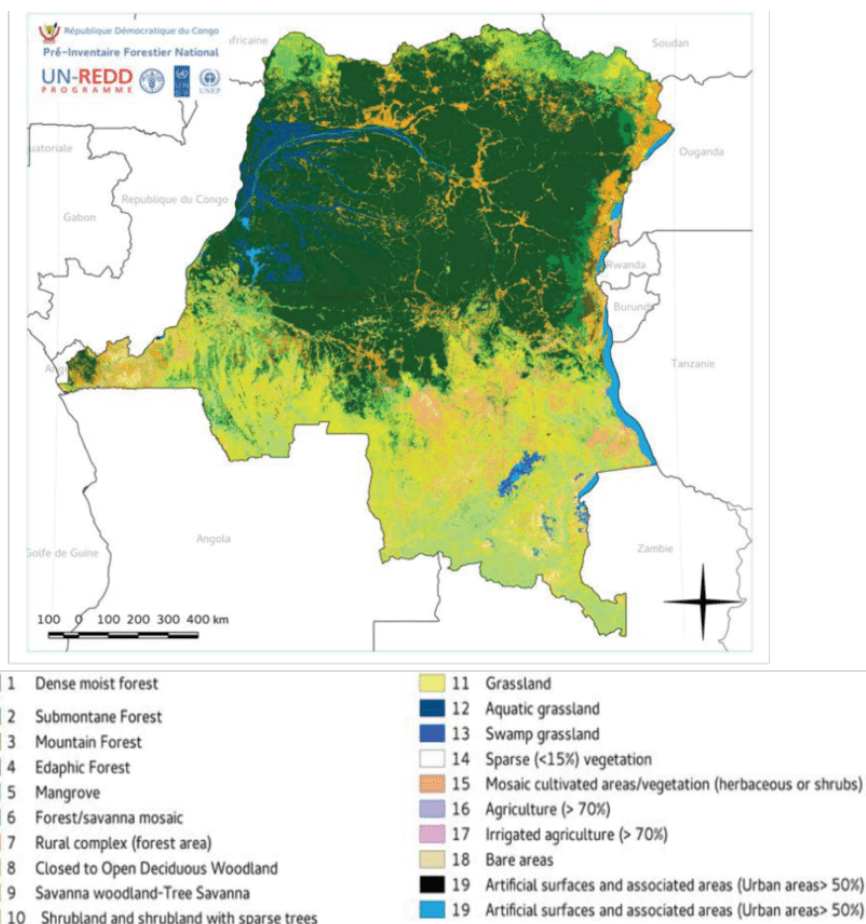 République Démocratique du Congo
Pré-Inventaire Forestier National
UN-REDD
PROGRAMME
UNEP
africaine
Soudan
Ouganda
uatoriale
Republique du Congo
Gabon
Rwanda
Burundi
Tanzanie
Ang
Angola
Golfe de Guine
Zambie
100 0 100 200 300 400 km
1 Dense moist forest
2 Submontane Forest
3 Mountain Forest
4 Edaphic Forest
5 Mangrove
6 Forest/savanna mosaic
7 Rural complex (forest area)
8 Closed to Open Deciduous Woodland
9 Savanna woodland-Tree Savanna
10 Shrubland and shrubland with sparse trees
11 Grassland
12 Aquatic grassland
13 Swamp grassland
14 Sparse (<15%) vegetation
15 Mosaic cultivated areas/vegetation (herbaceous or shrubs)
16 Agriculture (> 70%)
17 Irrigated agriculture (> 70%)
18 Bare areas
19 Artificial surfaces and associated areas (Urban areas> 50%)
19 Artificial surfaces and associated areas (Urban areas> 50%)